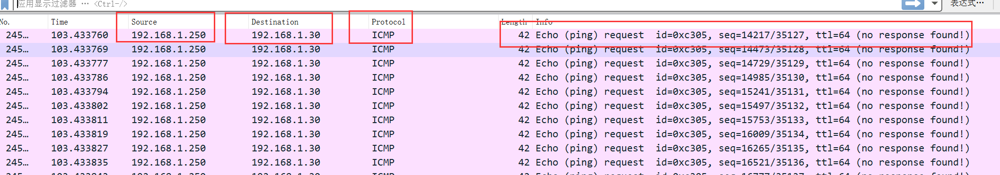 应用显示过滤器 … <Ctrl-/> 表达式…
No. Time Source Destination Protocol Length Info
245… 103.433760 192.168.1.250 192.168.1.30 ICMP 42 Echo (ping) request id=0xc305, seq=14217/35127, ttl=64 (no response found!)
245… 103.433769 192.168.1.250 192.168.1.30 ICMP 42 Echo (ping) request id=0xc305, seq=14473/35128, ttl=64 (no response found!)
245… 103.433777 192.168.1.250 192.168.1.30 ICMP 42 Echo (ping) request id=0xc305, seq=14729/35129, ttl=64 (no response found!)
245… 103.433786 192.168.1.250 192.168.1.30 ICMP 42 Echo (ping) request id=0xc305, seq=14985/35130, ttl=64 (no response found!)
245… 103.433794 192.168.1.250 192.168.1.30 ICMP 42 Echo (ping) request id=0xc305, seq=15241/35131, ttl=64 (no response found!)
245… 103.433802 192.168.1.250 192.168.1.30 ICMP 42 Echo (ping) request id=0xc305, seq=15497/35132, ttl=64 (no response found!)
245… 103.433811 192.168.1.250 192.168.1.30 ICMP 42 Echo (ping) request id=0xc305, seq=15753/35133, ttl=64 (no response found!)
245… 103.433819 192.168.1.250 192.168.1.30 ICMP 42 Echo (ping) request id=0xc305, seq=16009/35134, ttl=64 (no response found!)
245… 103.433827 192.168.1.250 192.168.1.30 ICMP 42 Echo (ping) request id=0xc305, seq=16265/35135, ttl=64 (no response found!)
245… 103.433835 192.168.1.250 192.168.1.30 ICMP 42 Echo (ping) request id=0xc305, seq=16521/35136, ttl=64 (no response found!)